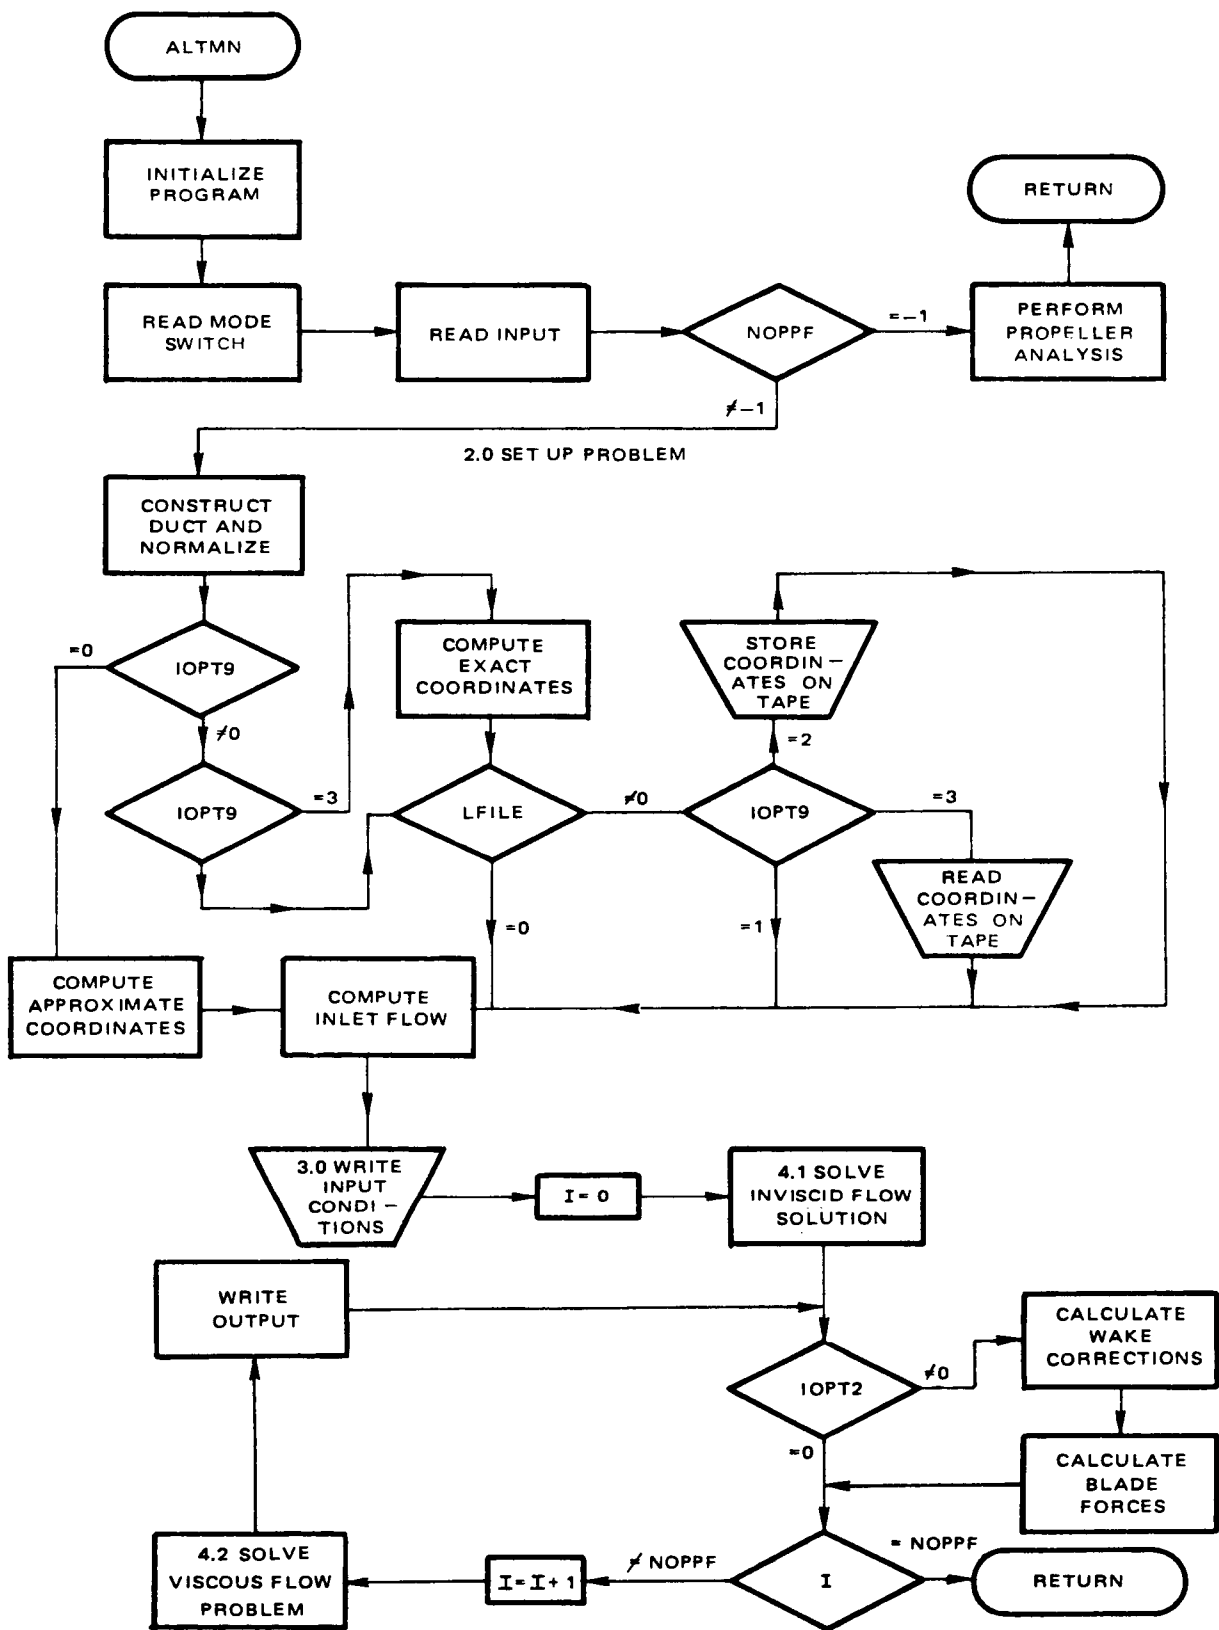 ALTMN
INITIALIZE
PROGRAM
RETURN
READ MODE
SWITCH
READ INPUT
NOPPF
=-1
PERFORM
PROPELLER
ANALYSIS
≠-1
2.0 SET UP PROBLEM
CONSTRUCT
DUCT AND
NORMALIZE
=0
IOPT9
≠0
COMPUTE
EXACT
COORDINATES
STORE
COORDIN-
ATES ON
TAPE
=2
IOPT9
=3
LFILE
≠0
IOPT9
=3
READ
COORDIN-
ATES ON
TAPE
=0
=1
COMPUTE
APPROXIMATE
COORDINATES
COMPUTE
INLET FLOW
3.0 WRITE
INPUT
CONDI-
TIONS
I=0
4.1 SOLVE
INVISCID FLOW
SOLUTION
WRITE
OUTPUT
CALCULATE
WAKE
CORRECTIONS
IOPT2
≠0
=0
CALCULATE
BLADE
FORCES
4.2 SOLVE
VISCOUS FLOW
PROBLEM
I=I+1
≠ NOPPF
I
= NOPPF
RETURN